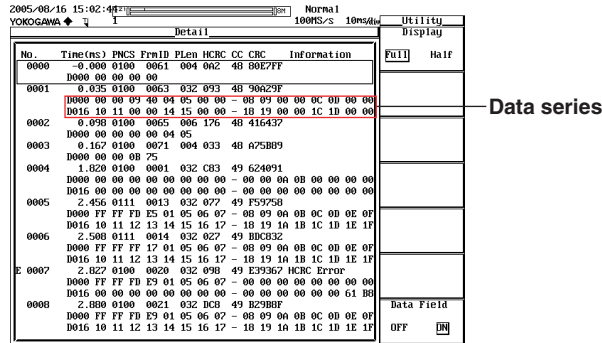 2005/08/16 15:02:4
Normal
YOKOGAWA ◆
100MS/s 10ms/div
Utility
Detail
Display
Full Half
No. Time(ms) PNCS FrmID PLen HCRC CC CRC Information
0000 -0.000 0100 0061 004 0A2 48 80E7FF
D000 00 00 00 00
0001 0.035 0100 0063 032 093 48 90A29F
D000 00 00 09 40 04 05 00 00 - 08 09 00 00 0C 0D 00 00
D016 10 11 00 00 14 15 00 00 - 18 19 00 00 1C 1D 00 00
Data series
0002 0.098 0100 0065 006 176 48 416437
D000 00 00 00 00 04 05
0003 0.167 0100 0071 004 033 48 A75B89
D000 00 00 0B 75
0004 1.820 0100 0001 032 C83 49 624091
D000 00 00 00 00 00 00 00 00 - 00 00 0A 0B 00 00 00 00
D016 00 00 00 00 00 00 00 00 - 00 00 00 00 00 00 00 00
0005 2.456 0111 0013 032 077 49 F59758
D000 FF FF FD E5 01 05 06 07 - 08 09 0A 0B 0C 0D 0E 0F
D016 10 11 12 13 14 15 16 17 - 18 19 1A 1B 1C 1D 1E 1F
0006 2.508 0111 0014 032 027 49 BDC832
D000 FF FF FF 17 01 05 06 07 - 08 09 0A 0B 0C 0D 0E 0F
D016 10 11 12 13 14 15 16 17 - 18 19 1A 1B 1C 1D 1E 1F
E 0007 2.827 0100 0020 032 098 49 E39367 HCRC Error
D000 FF FF FD E9 01 05 06 07 - 00 00 00 00 00 00 00 00
D016 00 00 00 00 00 00 00 00 - 00 00 00 00 00 00 61 B8
0008 2.880 0100 0021 032 DC8 49 B29B8F
D000 FF FF FD E9 01 05 06 07 - 08 09 0A 0B 0C 0D 0E 0F
D016 10 11 12 13 14 15 16 17 - 18 19 1A 1B 1C 1D 1E 1F
Data Field
OFF ON